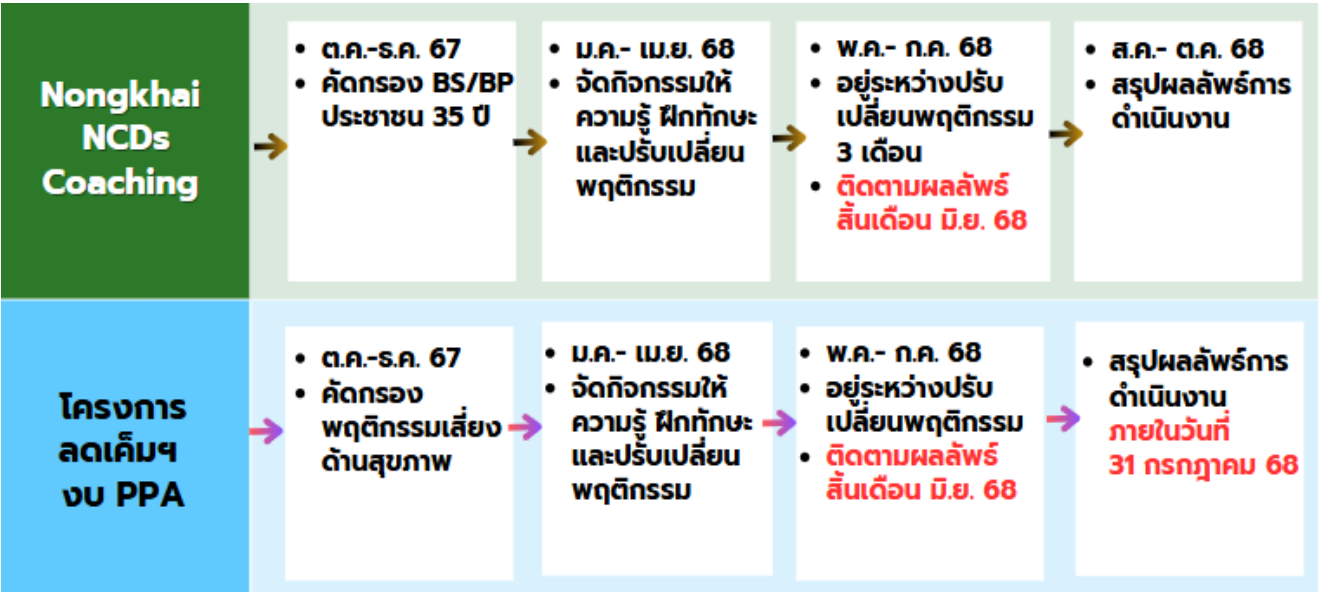 Nongkhai
NCDs
Coaching
• ต.ค.-ธ.ค. 67
• คัดกรอง BS/BP
ประชาชน 35 ปี
• ม.ค.- เม.ย. 68
• จัดกิจกรรมให้
ความรู้ ฝึกทักษะ
และปรับเปลี่ยน
พฤติกรรม
• พ.ค.- ก.ค. 68
• อยู่ระหว่างปรับ
เปลี่ยนพฤติกรรม
3 เดือน
• ติดตามผลลัพธ์
สิ้นเดือน มิ.ย. 68
• ส.ค.- ต.ค. 68
• สรุปผลลัพธ์การ
ดำเนินงาน
โครงการ
ลดเค็มฯ
งบ PPA
• ต.ค.-ธ.ค. 67
• คัดกรอง
พฤติกรรมเสี่ยง
ด้านสุขภาพ
• ม.ค.- เม.ย. 68
• จัดกิจกรรมให้
ความรู้ ฝึกทักษะ
และปรับเปลี่ยน
พฤติกรรม
• พ.ค.- ก.ค. 68
• อยู่ระหว่างปรับ
เปลี่ยนพฤติกรรม
• ติดตามผลลัพธ์
สิ้นเดือน มิ.ย. 68
• สรุปผลลัพธ์การ
ดำเนินงาน
ภายในวันที่
31 กรกฎาคม 68